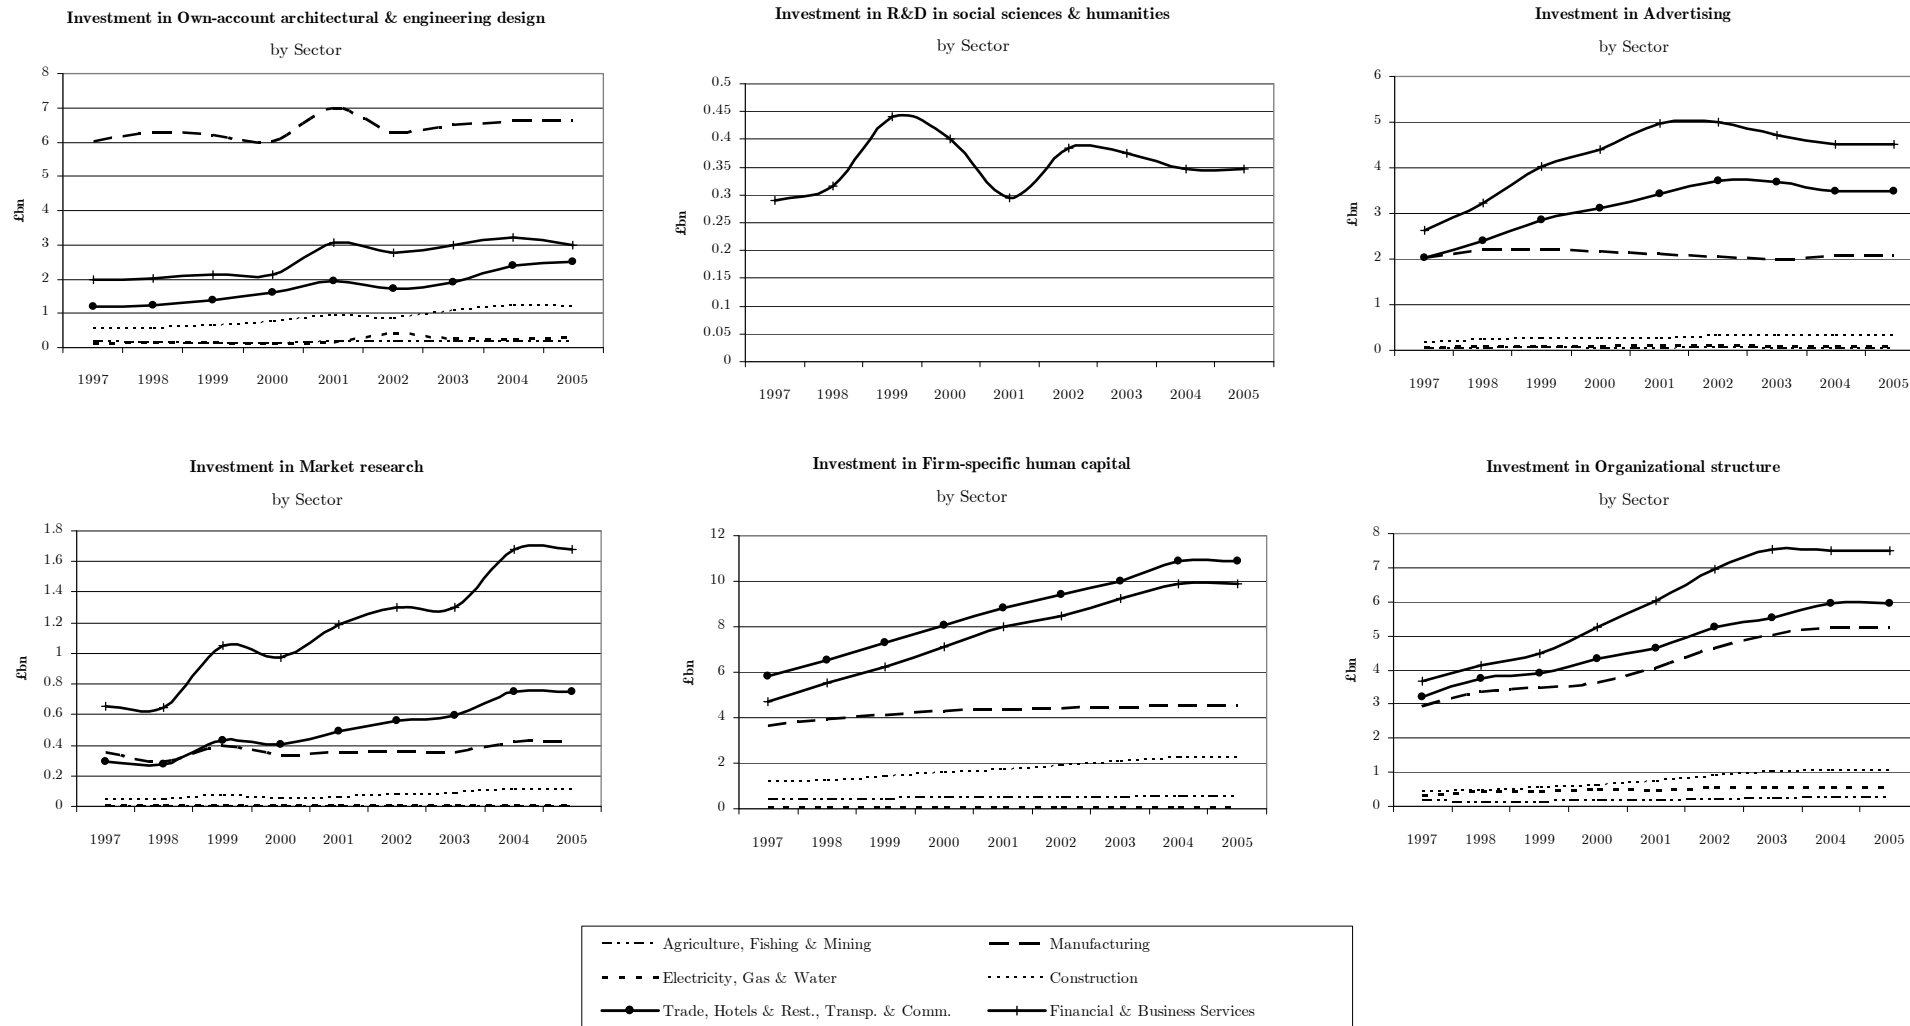 Investment in Own-account architectural & engineering design
by Sector
8
7
6
5
4
3
2
1
0
£bn
1997 1998 1999 2000 2001 2002 2003 2004 2005
Investment in R&D in social sciences & humanities
by Sector
0.5
0.45
0.4
0.35
0.3
0.25
0.2
0.15
0.1
0.05
0
£bn
1997 1998 1999 2000 2001 2002 2003 2004 2005
Investment in Advertising
by Sector
6
5
4
3
2
1
0
£bn
1997 1998 1999 2000 2001 2002 2003 2004 2005
Investment in Market research
by Sector
1.8
1.6
1.4
1.2
1
0.8
0.6
0.4
0.2
0
£bn
1997 1998 1999 2000 2001 2002 2003 2004 2005
Investment in Firm-specific human capital
by Sector
12
10
8
6
4
2
0
£bn
1997 1998 1999 2000 2001 2002 2003 2004 2005
Investment in Organizational structure
by Sector
8
7
6
5
4
3
2
1
0
£bn
1997 1998 1999 2000 2001 2002 2003 2004 2005
Agriculture, Fishing & Mining
Manufacturing
Electricity, Gas & Water
Construction
Trade, Hotels & Rest., Transp. & Comm.
Financial & Business Services